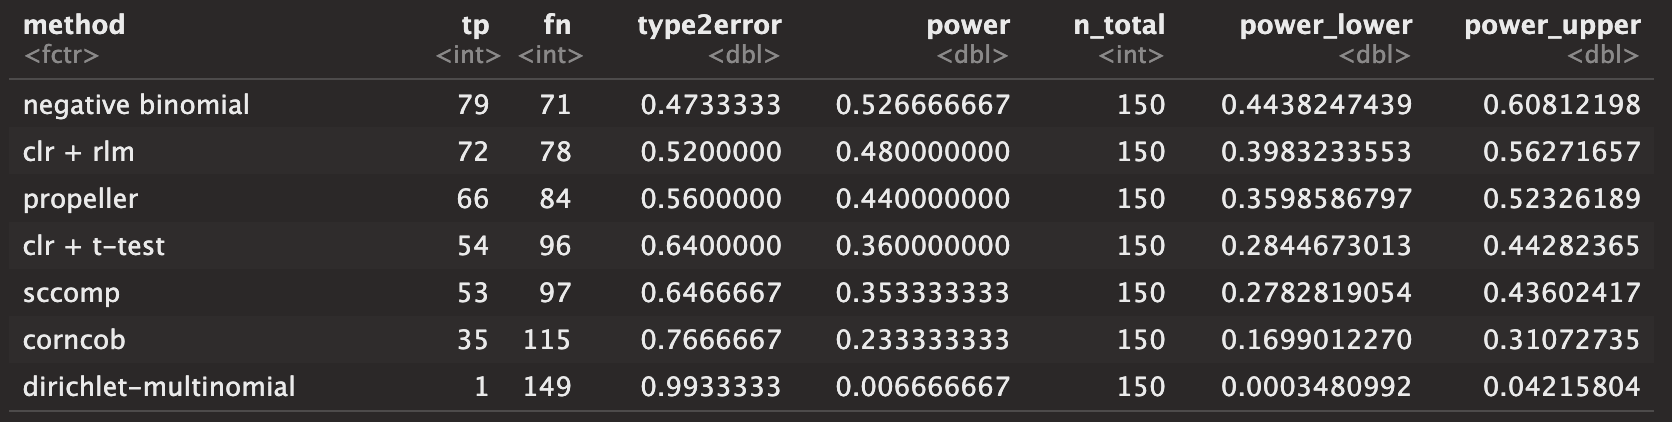 method tp fn type2error power n_total power_lower power_upper
<fctr> <int> <int> <dbl> <dbl> <int> <dbl> <dbl>
negative binomial 79 71 0.4733333 0.526666667 150 0.4438247439 0.60812198
clr + rlm 72 78 0.5200000 0.480000000 150 0.3983233553 0.56271657
propeller 66 84 0.5600000 0.440000000 150 0.3598586797 0.52326189
clr + t-test 54 96 0.6400000 0.360000000 150 0.2844673013 0.44282365
sccomp 53 97 0.6466667 0.353333333 150 0.2782819054 0.43602417
corncob 35 115 0.7666667 0.233333333 150 0.1699012270 0.31072735
dirichlet-multinomial 1 149 0.9933333 0.006666667 150 0.0003480992 0.04215804